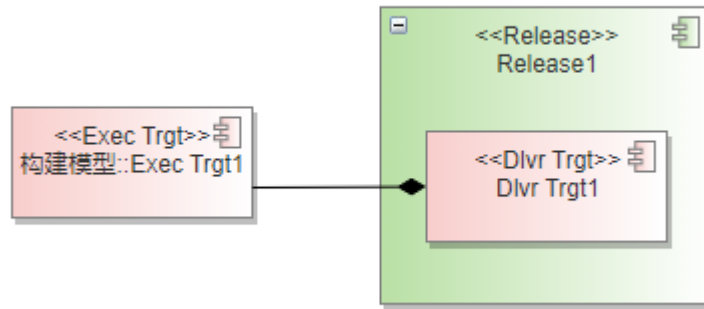 <<Release>>
Release1
<<Exec Trgt>>
构建模型::Exec Trgt1
<<Dlvr Trgt>>
Dlvr Trgt1